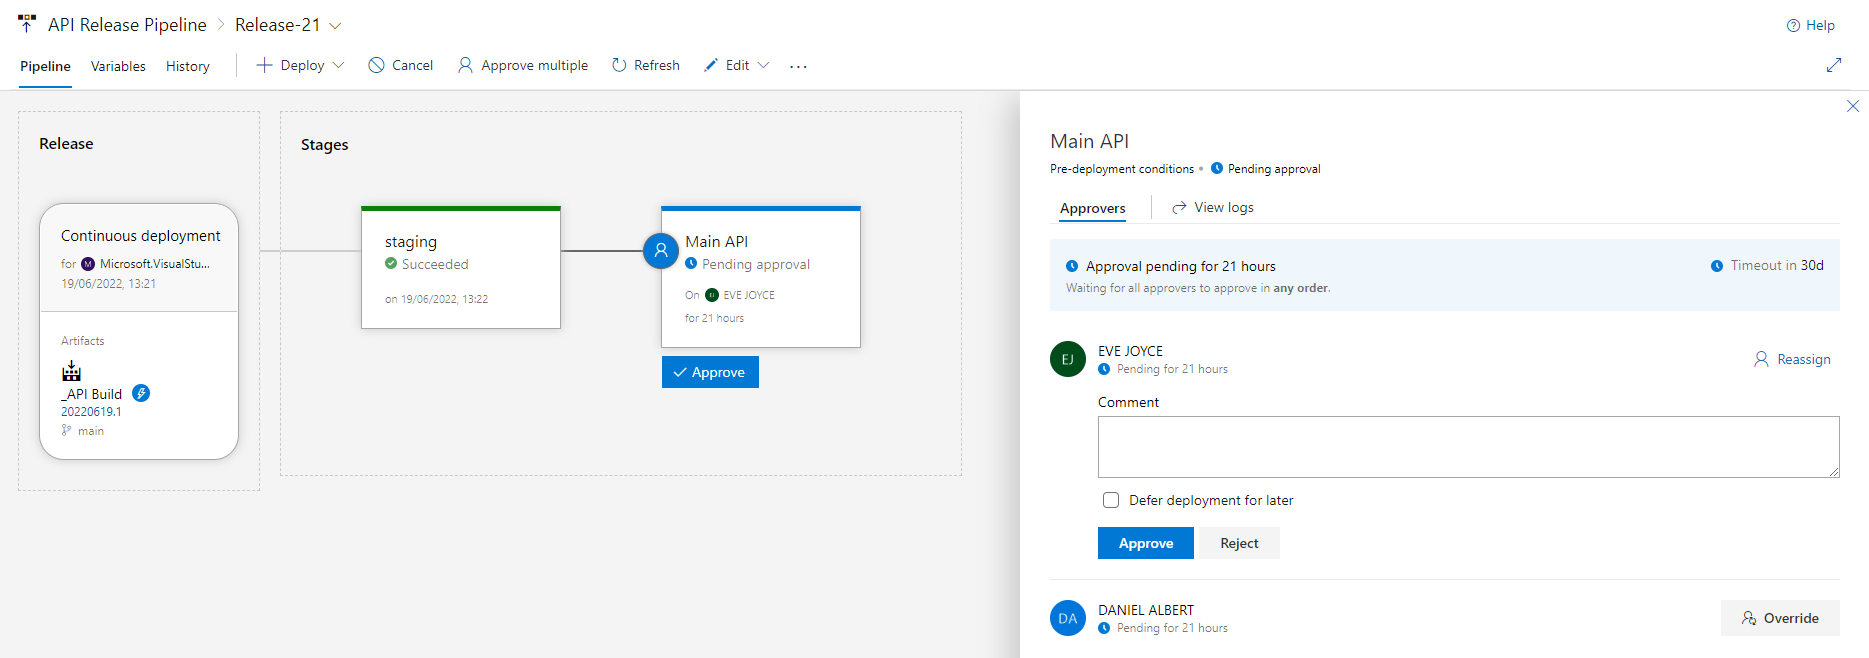 API Release Pipeline > Release-21
Help
Pipeline Variables History Deploy Cancel Approve multiple Refresh Edit ...
Release
Continuous deployment
for M Microsoft.VisualStu...
19/06/2022, 13:21
Artifacts
_API Build
20220619.1
main
Stages
staging
Succeeded
on 19/06/2022, 13:22
Main API
Pending approval
On EVE JOYCE
for 21 hours
Approve
Main API
Pre-deployment conditions • Pending approval
Approvers View logs
Approval pending for 21 hours
Timeout in 30d
Waiting for all approvers to approve in any order.
EJ
EVE JOYCE
Pending for 21 hours
Reassign
Comment
Defer deployment for later
Approve Reject
DA
DANIEL ALBERT
Pending for 21 hours
Override